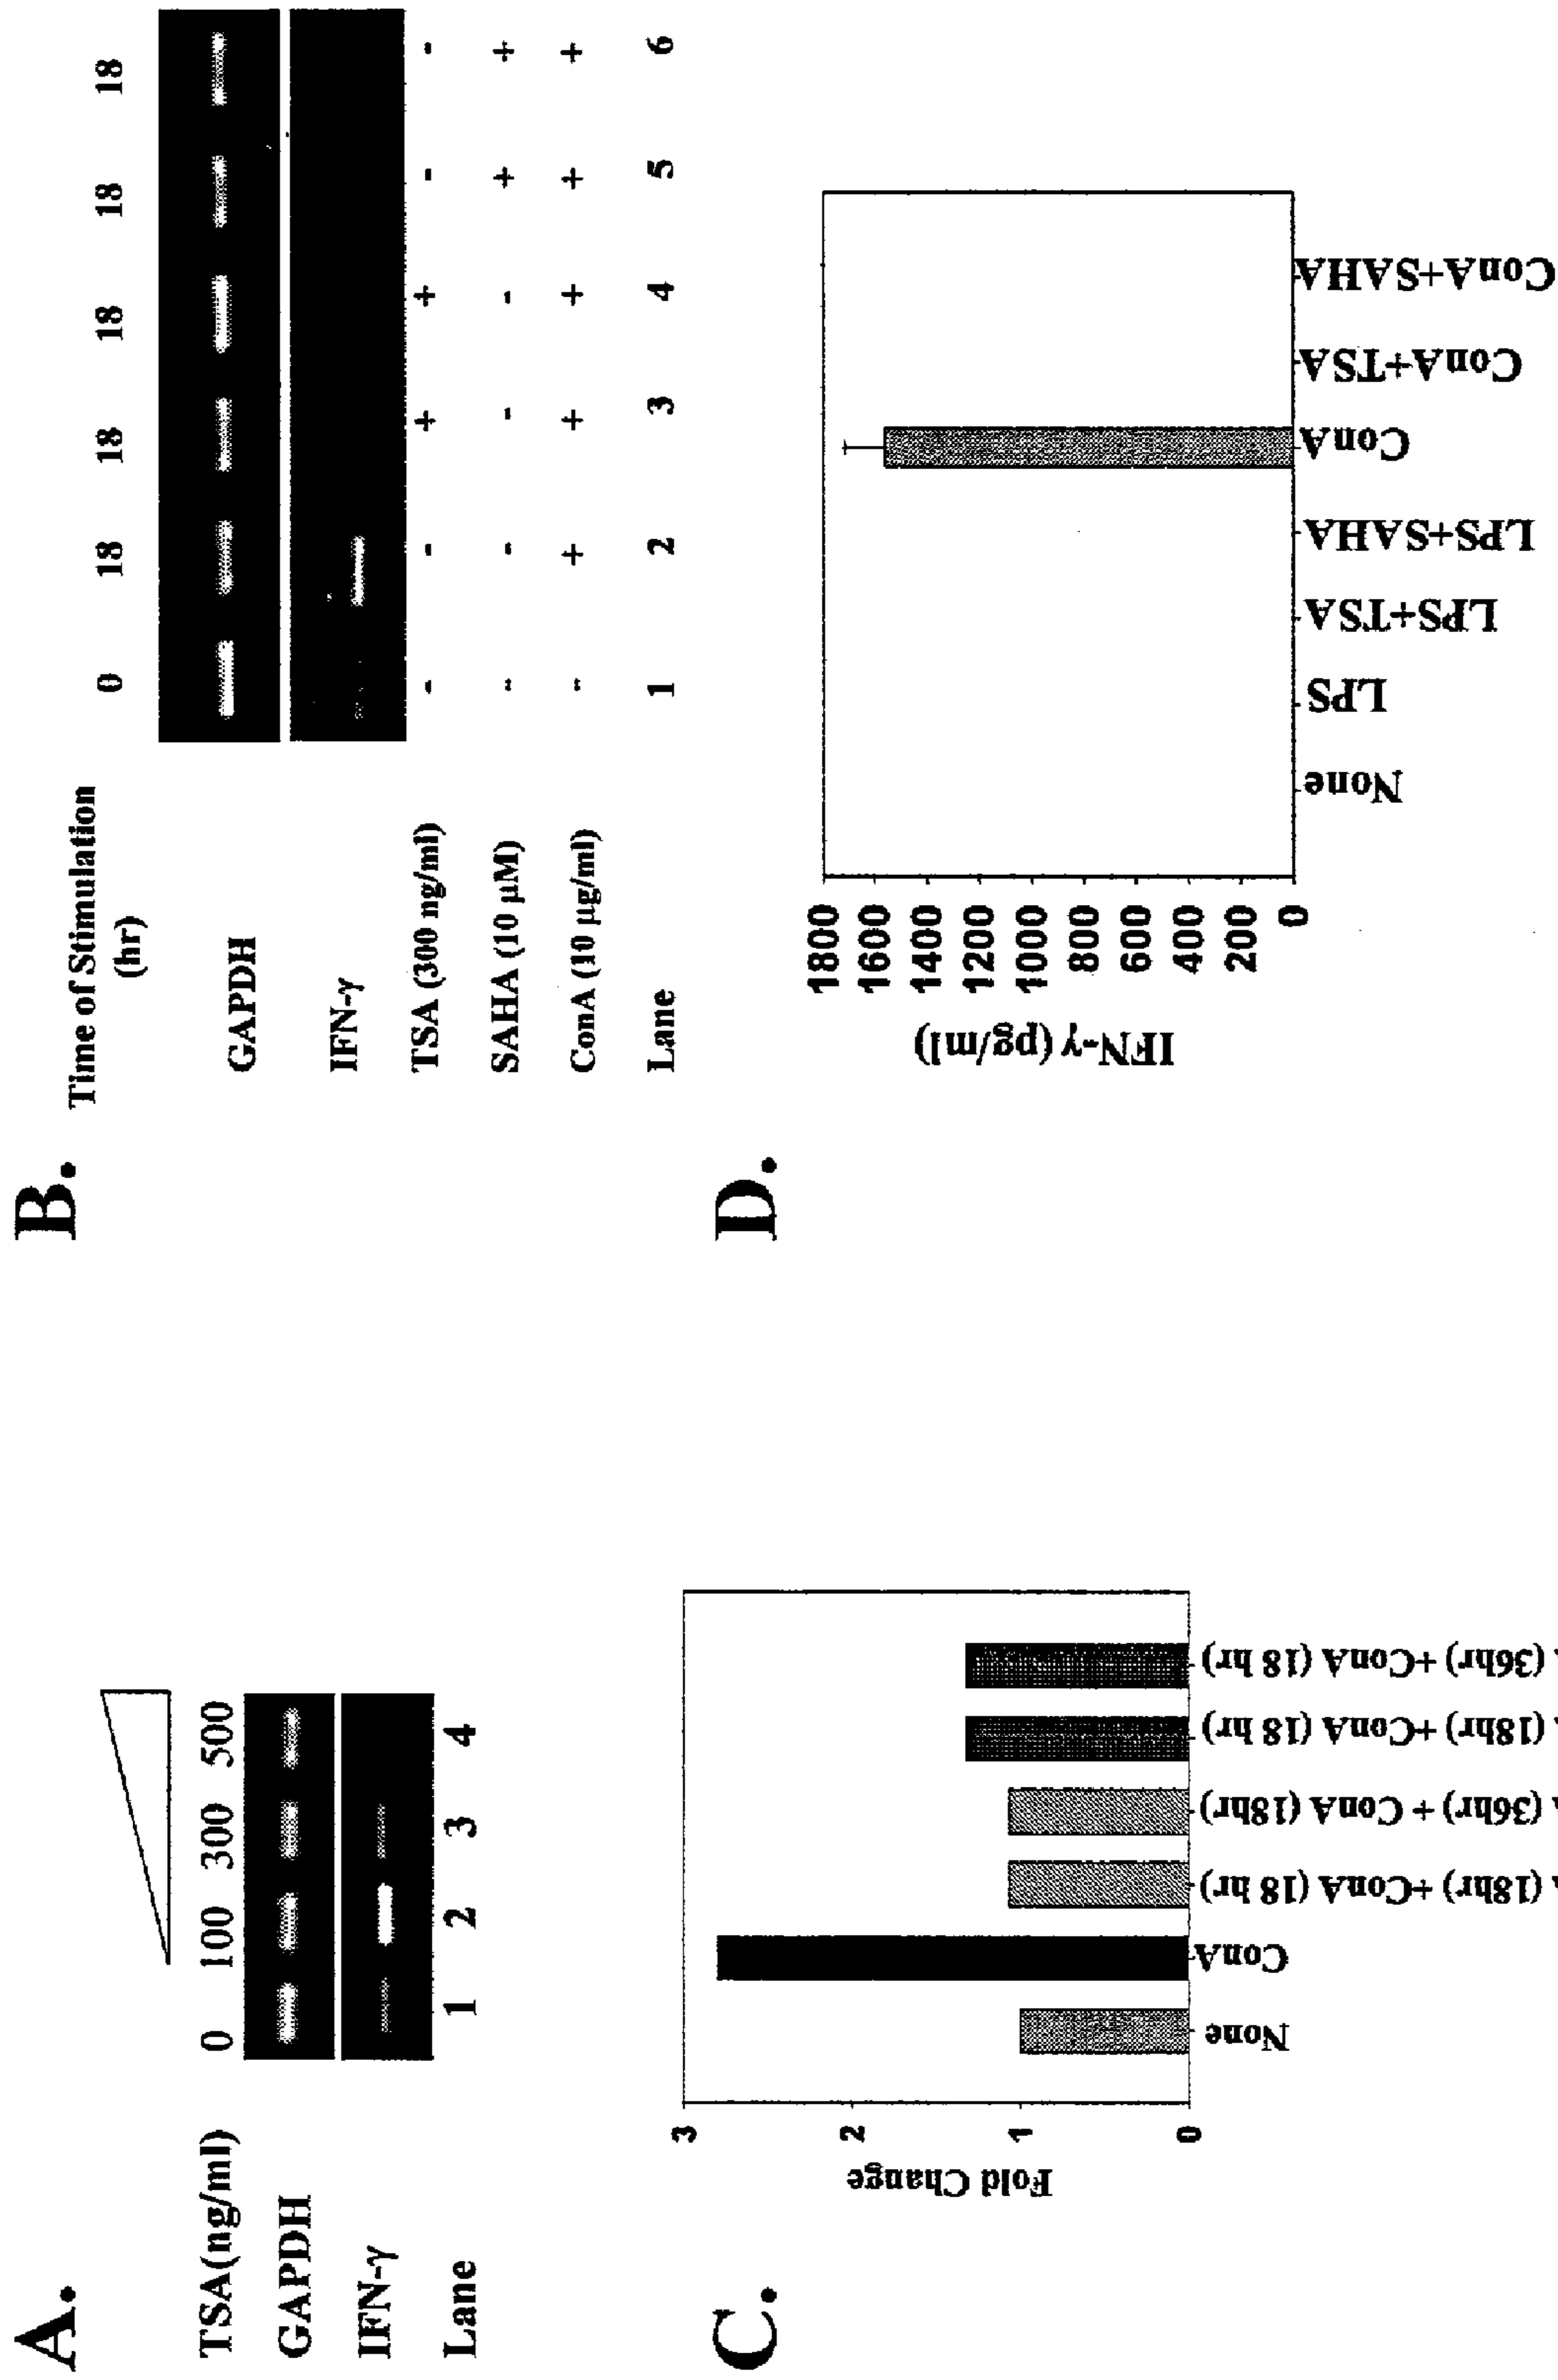 A.
TSA(ng/ml) 0 100 300 500
GAPDH
IFN-γ
Lane 1 2 3 4
B.
Time of Stimulation
(hr) 0 18 18 18 18 18
GAPDH
IFN-γ
TSA (300 ng/ml) - - + + - -
SAHA (10 µM) - - - - + +
ConA (10 µg/ml) - + + + + +
Lane 1 2 3 4 5 6
C.
Fold Change
3
2
1
0
None
ConA
(18hr) +ConA (18 hr)
(36hr) + ConA (18hr)
(18hr) +ConA (18 hr)
(36hr) +ConA (18 hr)
D.
IFN-γ (pg/ml)
1800
1600
1400
1200
1000
800
600
400
200
0
None
LPS
LPS+TSA
LPS+SAHA
ConA
ConA+TSA
ConA+SAHA